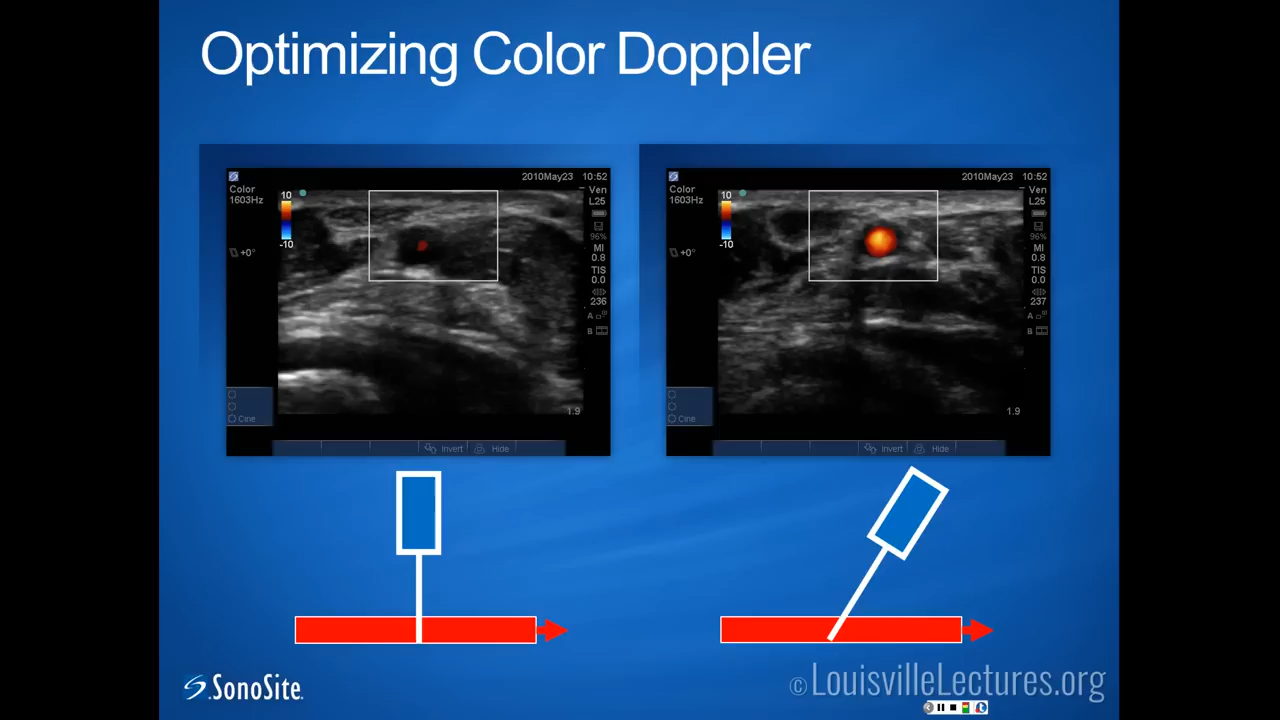 Optimizing Color Doppler
2010May23 10:52
Color
1603Hz
10
-10
+0°
Ven
L25
96%
MI
0.8
TIS
0.0
236
A
B
1.9
Cine
Invert Hide
2010May23 10:52
Color
1603Hz
10
-10
+0°
Ven
L25
96%
MI
0.8
TIS
0.0
237
A
B
1.9
Cine
Invert Hide
SonoSite
© LouisvilleLectures.org